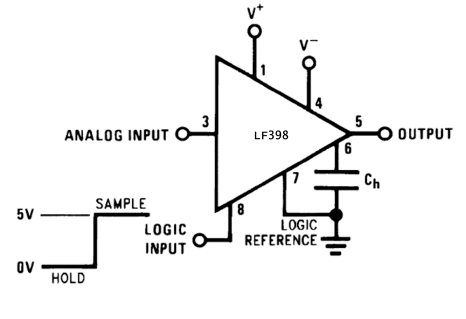 V+
V−
1
4
3
5
ANALOG INPUT
LF398
OUTPUT
6
7
Ch
8
SAMPLE
5V
LOGIC
INPUT
LOGIC
REFERENCE
0V
HOLD